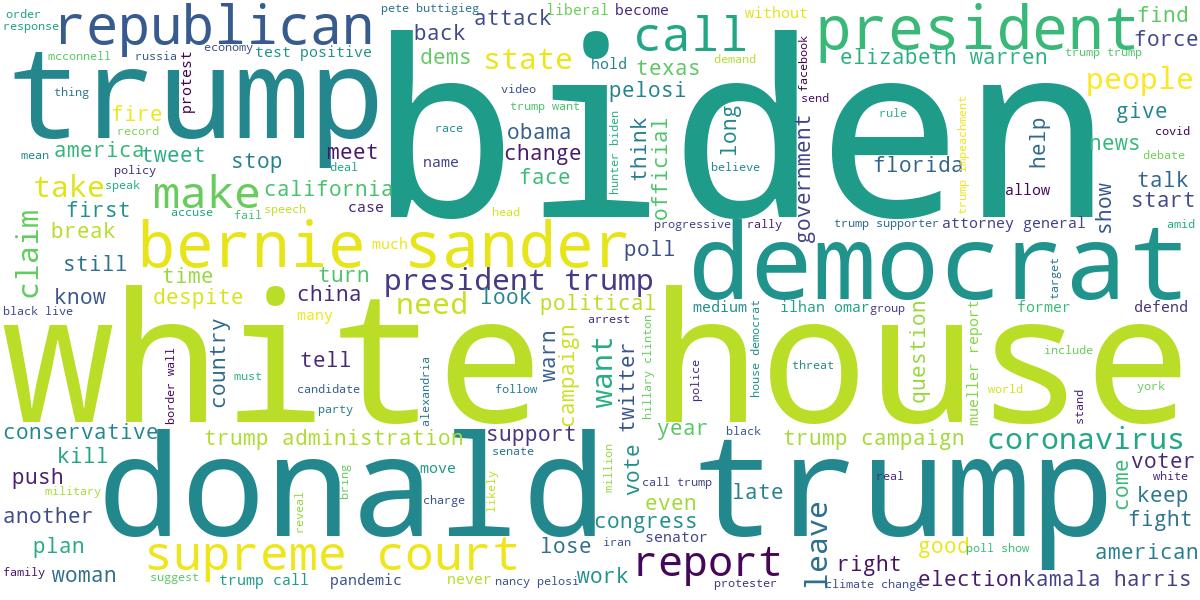 order
response
republican
pete buttigieg
attack
liberal
become
without
president
find
force
mcconnell
russia
economy
test positive
back
dems
state
hold
call
texas
demand
facebook
elizabeth warren
trump trump
people
trump
thing
protest
fire
record
biden
video
trump want
pelosi
send
rule
trump impeachment
give
covid
news
debate
mean
america
tweet
policy
speak
stop
meet
deal
race
name
obama
change
face
hunter biden
think
official
long
believe
government
florida
help
allow
show
talk
start
take
make
california
accuse
fail
speech
case
head
claim
first
break
still
know
black live
bernie sander
much
poll
progressive
rally
trump supporter
attorney general
amid
democrat
target
time
despite
turn
china
many
president trump
need
look
political
medium
ilhan omar
group
former
defend
white house
border wall
country
must
tell
candidate
party
alexandria
follow
arrest
warn
campaign
want
twitter
hillary clinton
police
house democrat
threat
question
mueller report
world
include
stand
york
conservative
kill
push
military
another
plan
family
woman
trump administration
donald trump
reveal
bring
move
charge
support
senate
likely
million
vote
year
black
call trump
late
even
congress
senator
trump campaign
real
coronavirus
come
voter
white
keep
fight
supreme court
suggest
trump call
pandemic
never
nancy pelosi
lose
iran
work
report
protester
leave
right
climate change
good
poll show
election
kamala harris
american